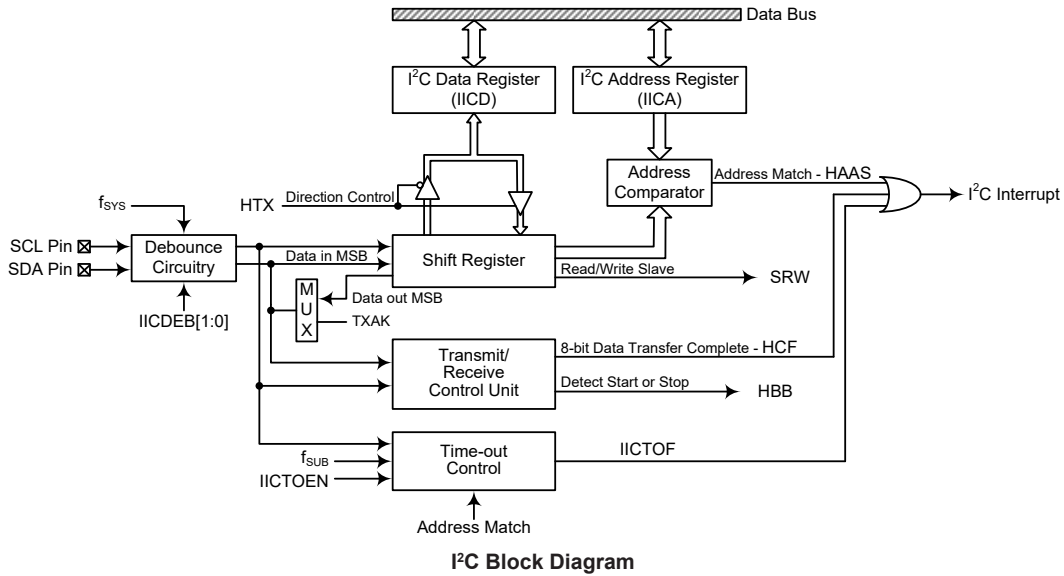 Data Bus
I²C Data Register
(IICD)
I²C Address Register
(IICA)
Address
Comparator
Address Match - HAAS
I²C Interrupt
HTX
Direction Control
fSYS
SCL Pin
SDA Pin
Debounce
Circuitry
IICDEB[1:0]
Data in MSB
Shift Register
Read/Write Slave
SRW
M
U
X
Data out MSB
TXAK
Transmit/
Receive
Control Unit
8-bit Data Transfer Complete - HCF
Detect Start or Stop
HBB
fSUB
IICTOEN
Time-out
Control
IICTOF
Address Match
I²C Block Diagram